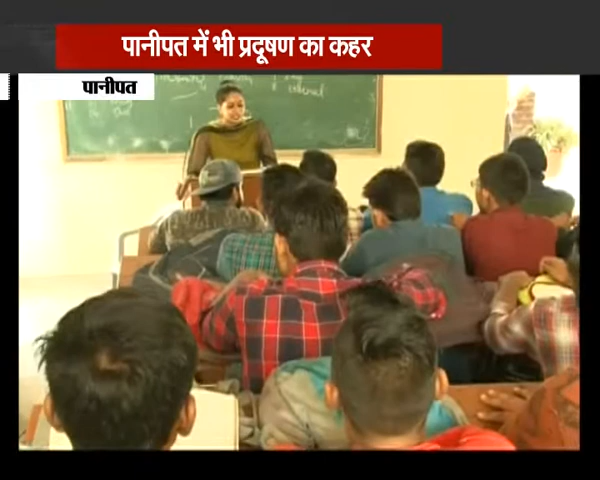 पानीपत में भी प्रदूषण का कहर
पानीपत